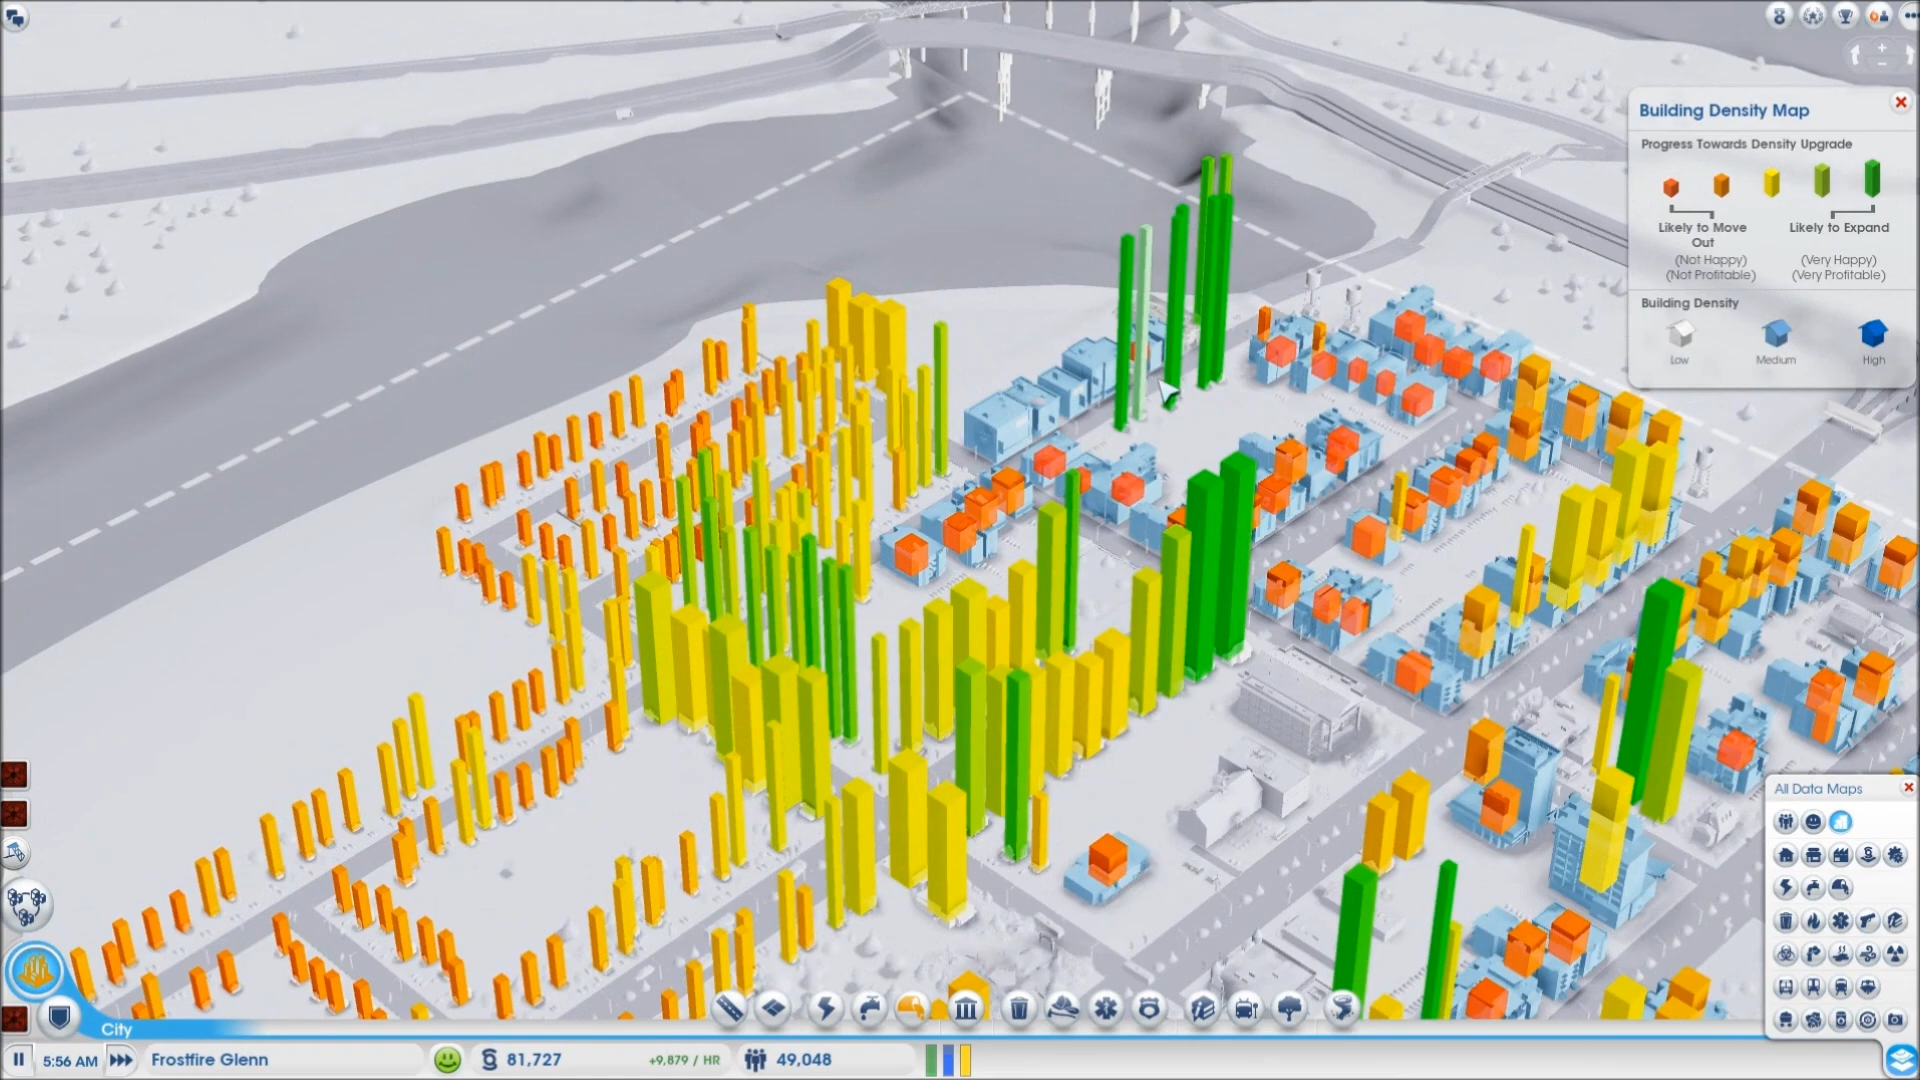 Building Density Map
Progress Towards Density Upgrade
Likely to Move
Out
(Not Happy)
(Not Profitable)
Likely to Expand
(Very Happy)
(Very Profitable)
Building Density
Low
Medium
High
All Data Maps
City
5:56 AM
Frostfire Glenn
81,727
+9,879 / HR
49,048